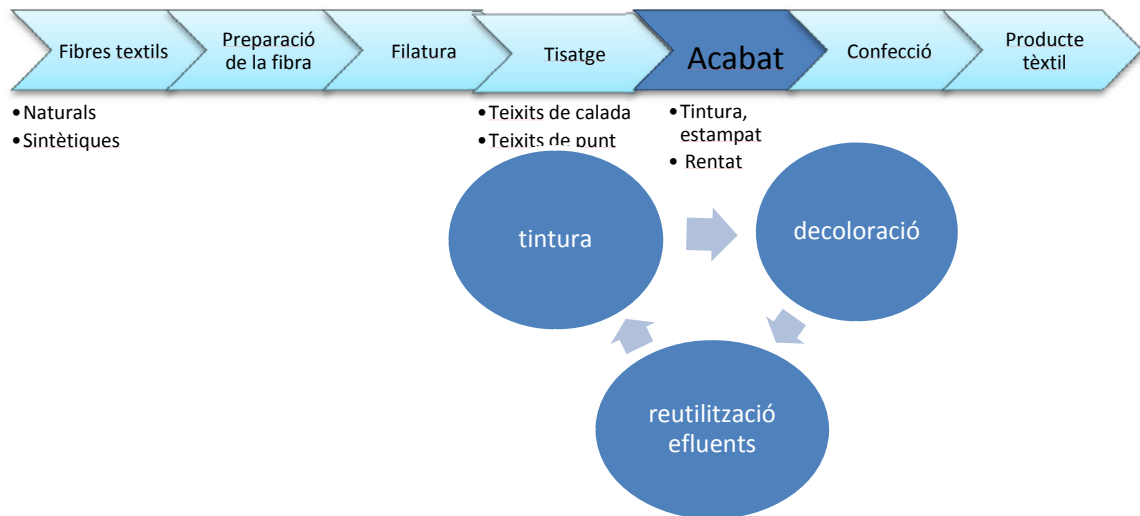 Fibres textils
Preparació
de la fibra
Filatura
Tisatge
Acabat
Confecció
Producte
tèxtil
•Naturals
•Sintètiques
•Teixits de calada
•Teixits de punt
•Tintura,
estampat
• Rentat
tintura
decoloració
reutilització
efluents